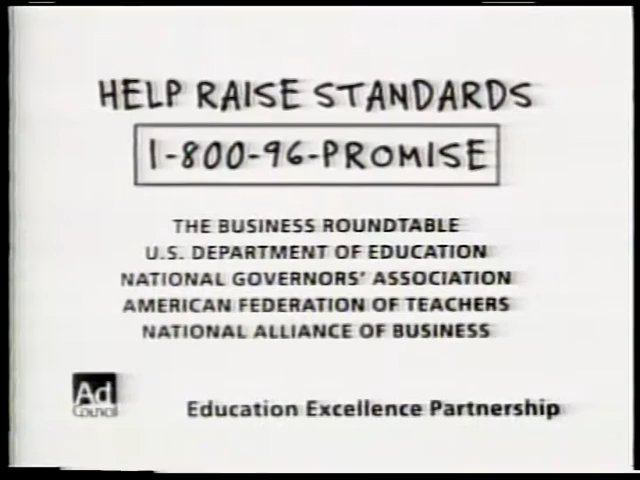 HELP RAISE STANDARDS
1-800-96-PROMISE
THE BUSINESS ROUNDTABLE
U.S. DEPARTMENT OF EDUCATION
NATIONAL GOVERNORS' ASSOCIATION
AMERICAN FEDERATION OF TEACHERS
NATIONAL ALLIANCE OF BUSINESS
Ad
Council
Education Excellence Partnership